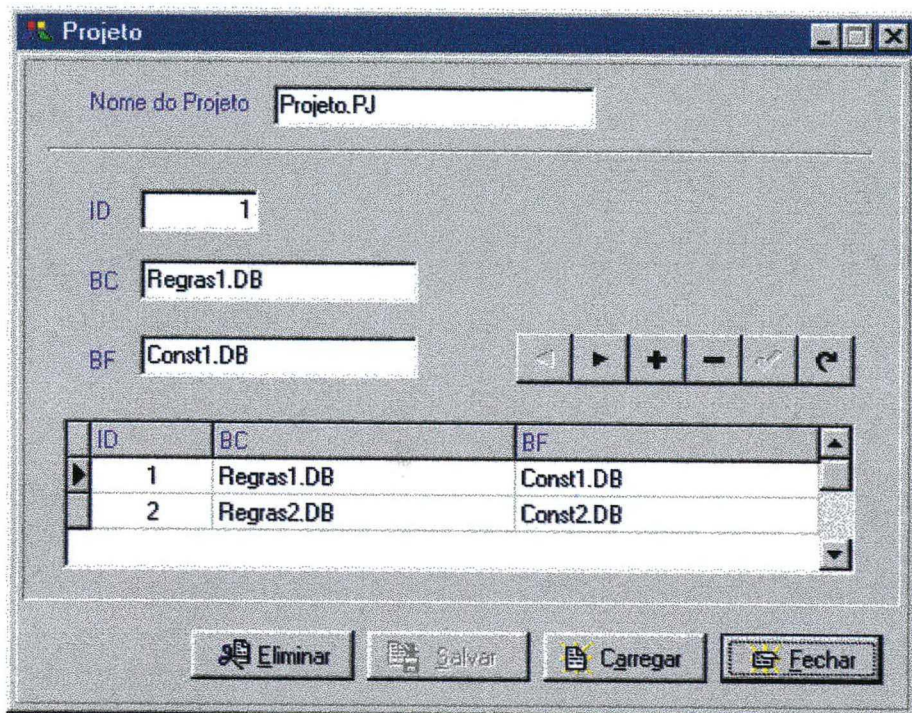 Projeto
Nome do Projeto Projeto.PJ
ID 1
BC Regras1.DB
BF Const1.DB
ID BC BF
1 Regras1.DB Const1.DB
2 Regras2.DB Const2.DB
Eliminar Salvar Carregar Fechar